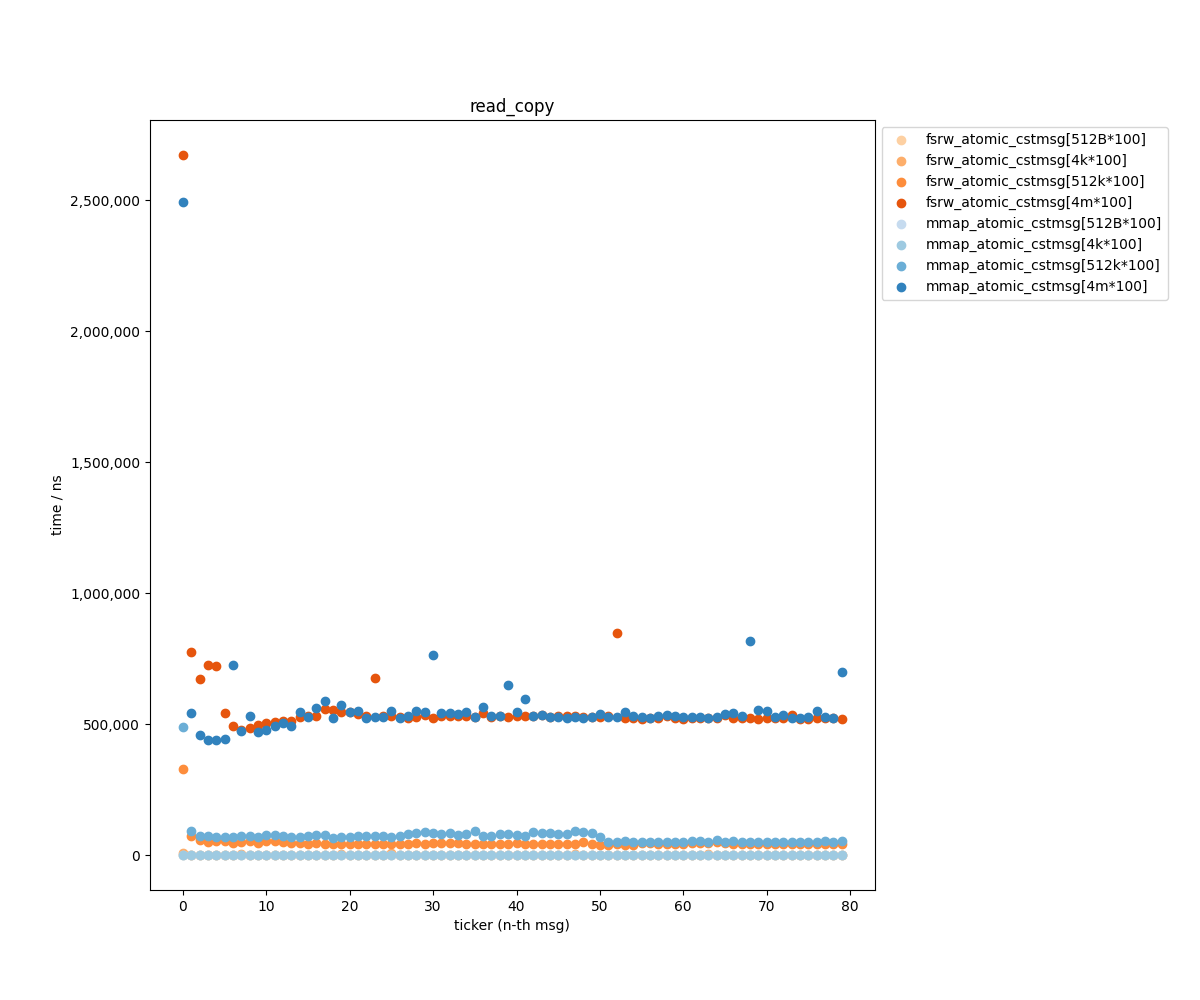 read_copy
fsrw_atomic_cstmsg[512B*100]
fsrw_atomic_cstmsg[4k*100]
fsrw_atomic_cstmsg[512k*100]
fsrw_atomic_cstmsg[4m*100]
mmap_atomic_cstmsg[512B*100]
mmap_atomic_cstmsg[4k*100]
mmap_atomic_cstmsg[512k*100]
mmap_atomic_cstmsg[4m*100]
2,500,000
2,000,000
1,500,000
1,000,000
500,000
0
time / ns
0 10 20 30 40 50 60 70 80
ticker (n-th msg)